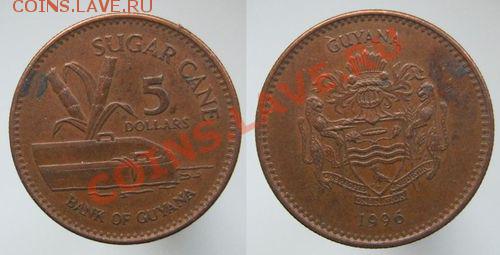 COINS.LAVE.RU
SUGAR CANE
5
DOLLARS
BANK OF GUYANA
COINS.LAVE.RU
GUYANA
1996
coins.lave.ru